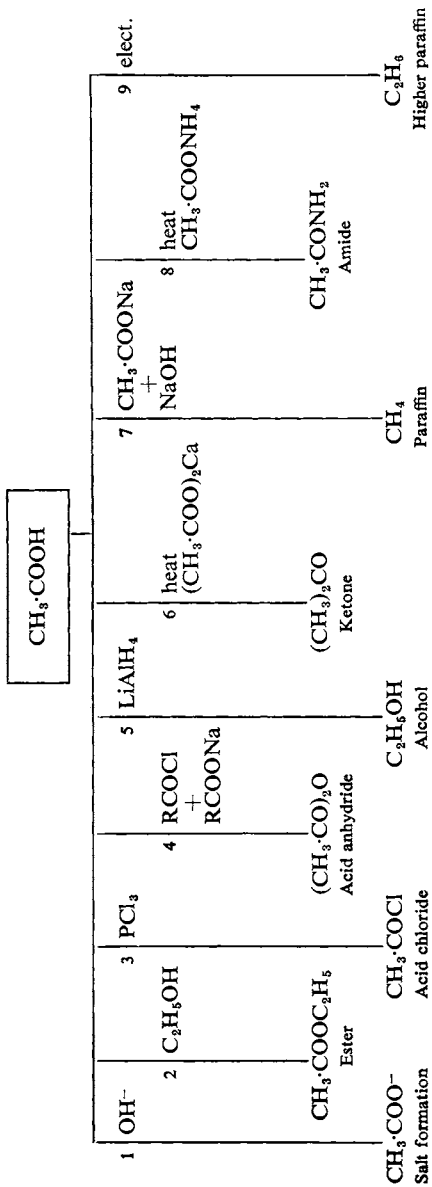 CH₃·COOH
1 OH⁻
CH₃·COO⁻
Salt formation
2 C₂H₅OH
CH₃·COOC₂H₅
Ester
3 PCl₃
CH₃·COCl
Acid chloride
4 RCOCl
+
RCOONa
(CH₃·CO)₂O
Acid anhydride
5 LiAlH₄
C₂H₅OH
Alcohol
6 heat
(CH₃·COO)₂Ca
(CH₃)₂CO
Ketone
7 CH₃·COONa
+
NaOH
CH₄
Paraffin
8 heat
CH₃·COONH₄
CH₃·CONH₂
Amide
9 elect.
C₂H₆
Higher paraffin